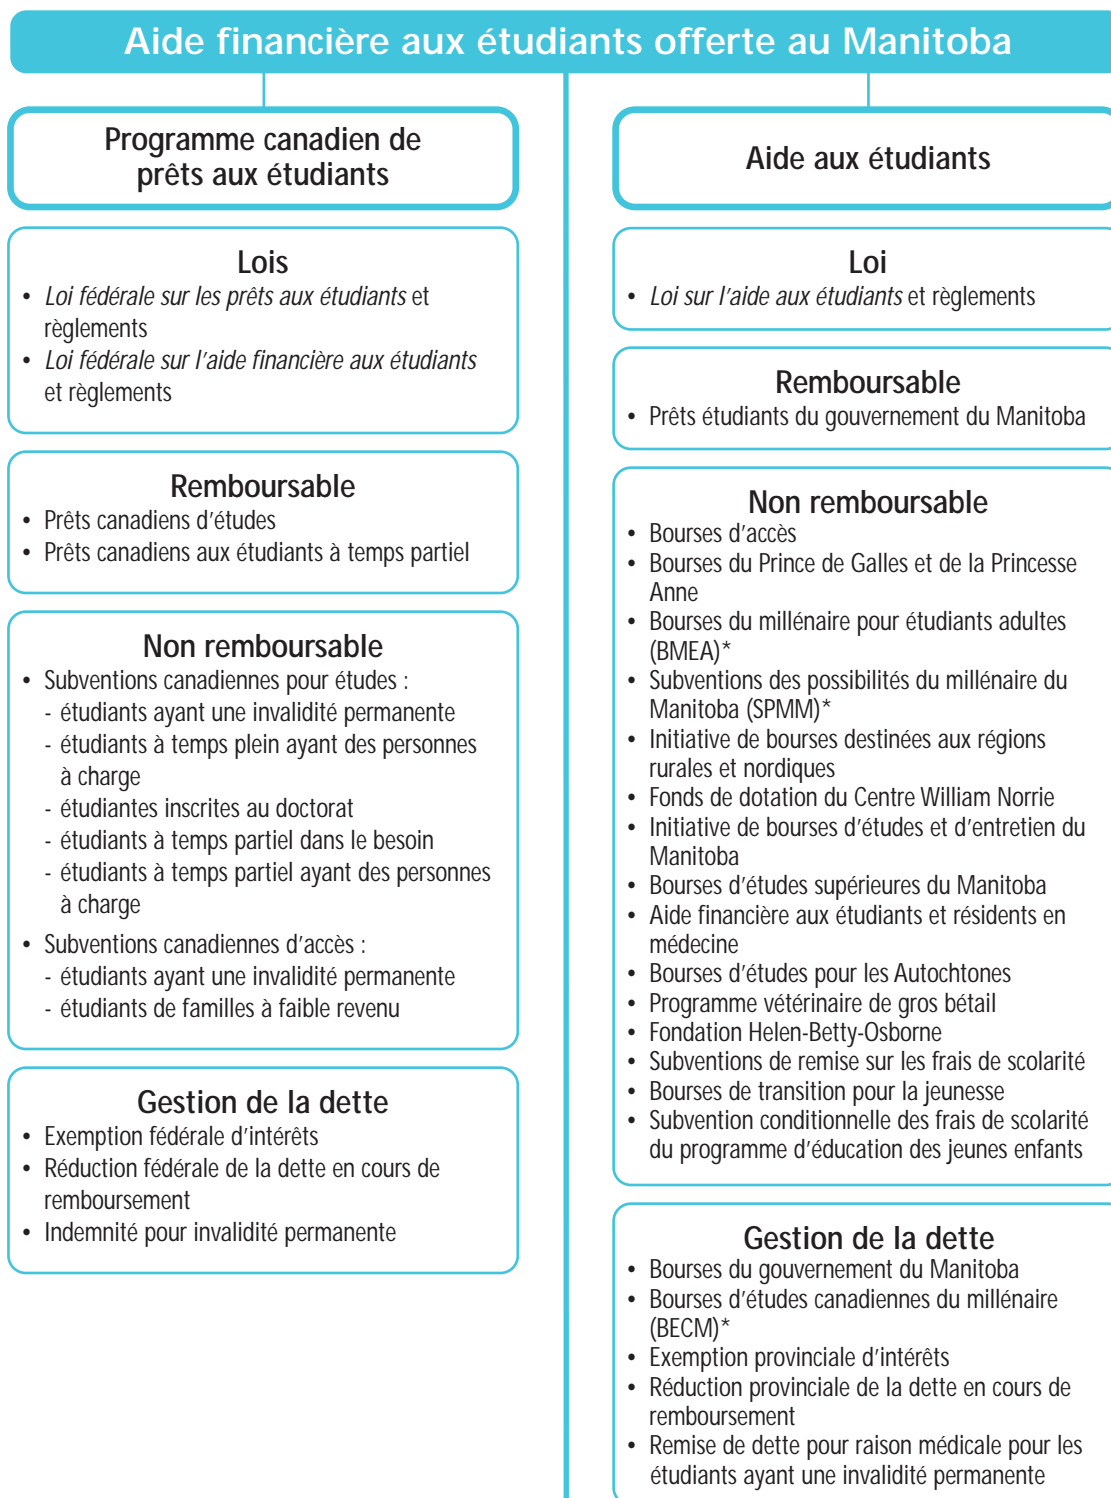 Aide financière aux étudiants offerte au Manitoba
Programme canadien de
prêts aux étudiants
Lois
• Loi fédérale sur les prêts aux étudiants et
règlements
• Loi fédérale sur l'aide financière aux étudiants
et règlements
Remboursable
• Prêts canadiens d'études
• Prêts canadiens aux étudiants à temps partiel
Non remboursable
• Subventions canadiennes pour études :
- étudiants ayant une invalidité permanente
- étudiants à temps plein ayant des personnes
à charge
- étudiantes inscrites au doctorat
- étudiants à temps partiel dans le besoin
- étudiants à temps partiel ayant des personnes
à charge
• Subventions canadiennes d'accès :
- étudiants ayant une invalidité permanente
- étudiants de familles à faible revenu
Gestion de la dette
• Exemption fédérale d'intérêts
• Réduction fédérale de la dette en cours de
remboursement
• Indemnité pour invalidité permanente
Aide aux étudiants
Loi
• Loi sur l'aide aux étudiants et règlements
Remboursable
• Prêts étudiants du gouvernement du Manitoba
Non remboursable
• Bourses d'accès
• Bourses du Prince de Galles et de la Princesse
Anne
• Bourses du millénaire pour étudiants adultes
(BMEA)*
• Subventions des possibilités du millénaire du
Manitoba (SPMM)*
• Initiative de bourses destinées aux régions
rurales et nordiques
• Fonds de dotation du Centre William Norrie
• Initiative de bourses d'études et d'entretien du
Manitoba
• Bourses d'études supérieures du Manitoba
• Aide financière aux étudiants et résidents en
médecine
• Bourses d'études pour les Autochtones
• Programme vétérinaire de gros bétail
• Fondation Helen-Betty-Osborne
• Subventions de remise sur les frais de scolarité
• Bourses de transition pour la jeunesse
• Subvention conditionnelle des frais de scolarité
du programme d'éducation des jeunes enfants
Gestion de la dette
• Bourses du gouvernement du Manitoba
• Bourses d'études canadiennes du millénaire
(BECM)*
• Exemption provinciale d'intérêts
• Réduction provinciale de la dette en cours de
remboursement
• Remise de dette pour raison médicale pour les
étudiants ayant une invalidité permanente